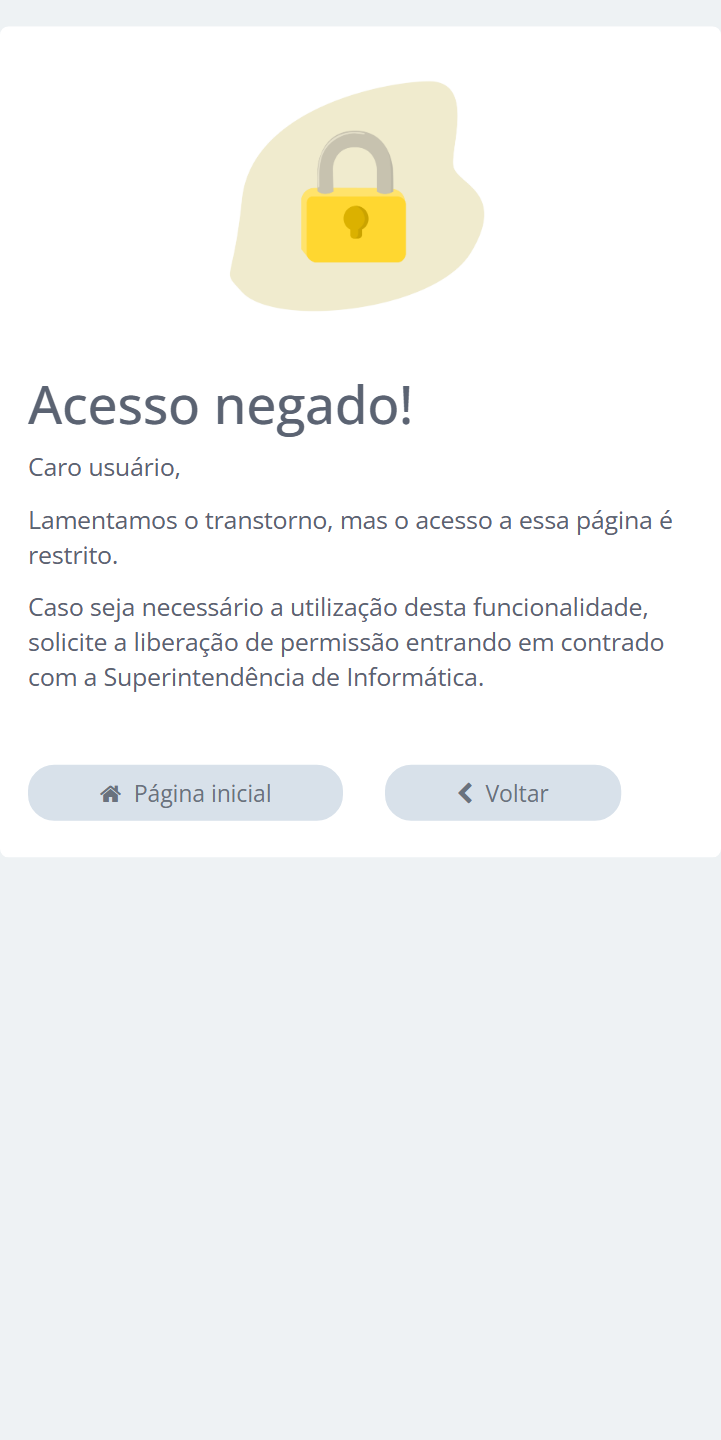 Acesso negado!
Caro usuário,
Lamentamos o transtorno, mas o acesso a essa página é
restrito.
Caso seja necessário a utilização desta funcionalidade,
solicite a liberação de permissão entrando em contrado
com a Superintendência de Informática.
Página inicial
Voltar